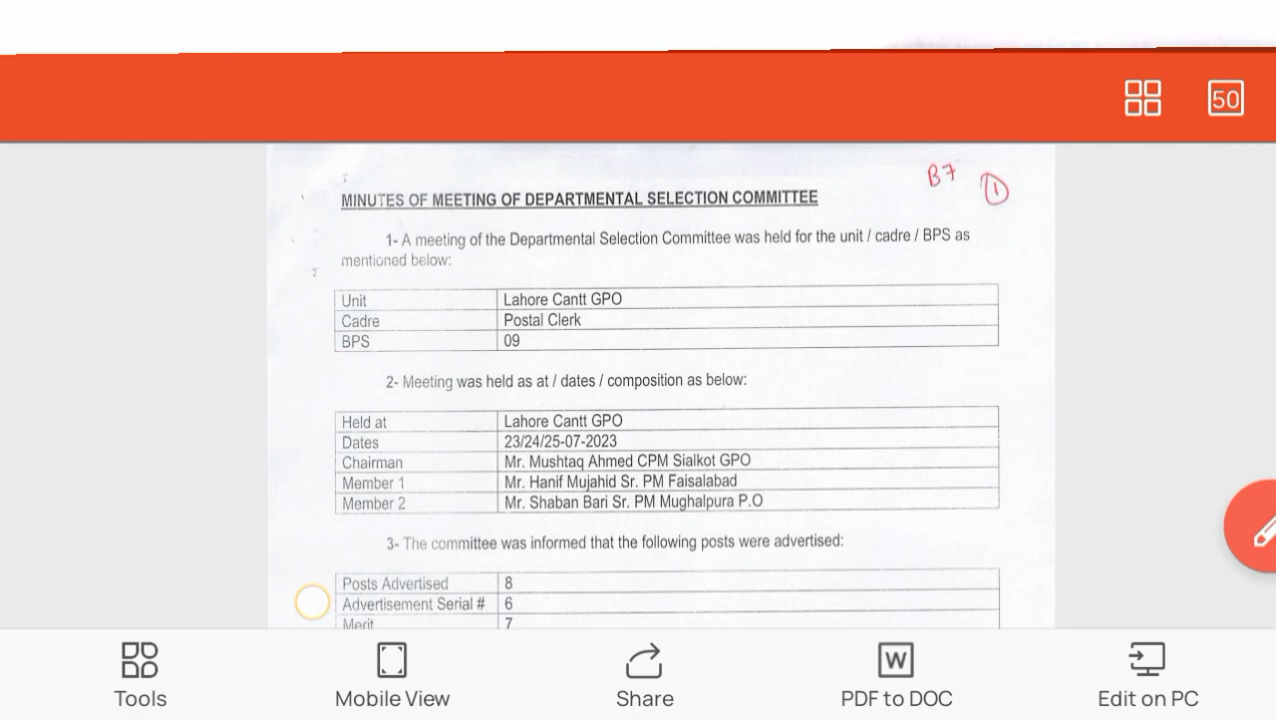 50
B7 1
MINUTES OF MEETING OF DEPARTMENTAL SELECTION COMMITTEE
1- A meeting of the Departmental Selection Committee was held for the unit / cadre / BPS as
mentioned below:
Unit Lahore Cantt GPO
Cadre Postal Clerk
BPS 09
2- Meeting was held as at / dates / composition as below:
Held at Lahore Cantt GPO
Dates 23/24/25-07-2023
Chairman Mr. Mushtaq Ahmed CPM Sialkot GPO
Member 1 Mr. Hanif Mujahid Sr. PM Faisalabad
Member 2 Mr. Shaban Bari Sr. PM Mughalpura P.O
3- The committee was informed that the following posts were advertised:
Posts Advertised 8
Advertisement Serial # 6
Merit 7
Tools Mobile View Share PDF to DOC Edit on PC